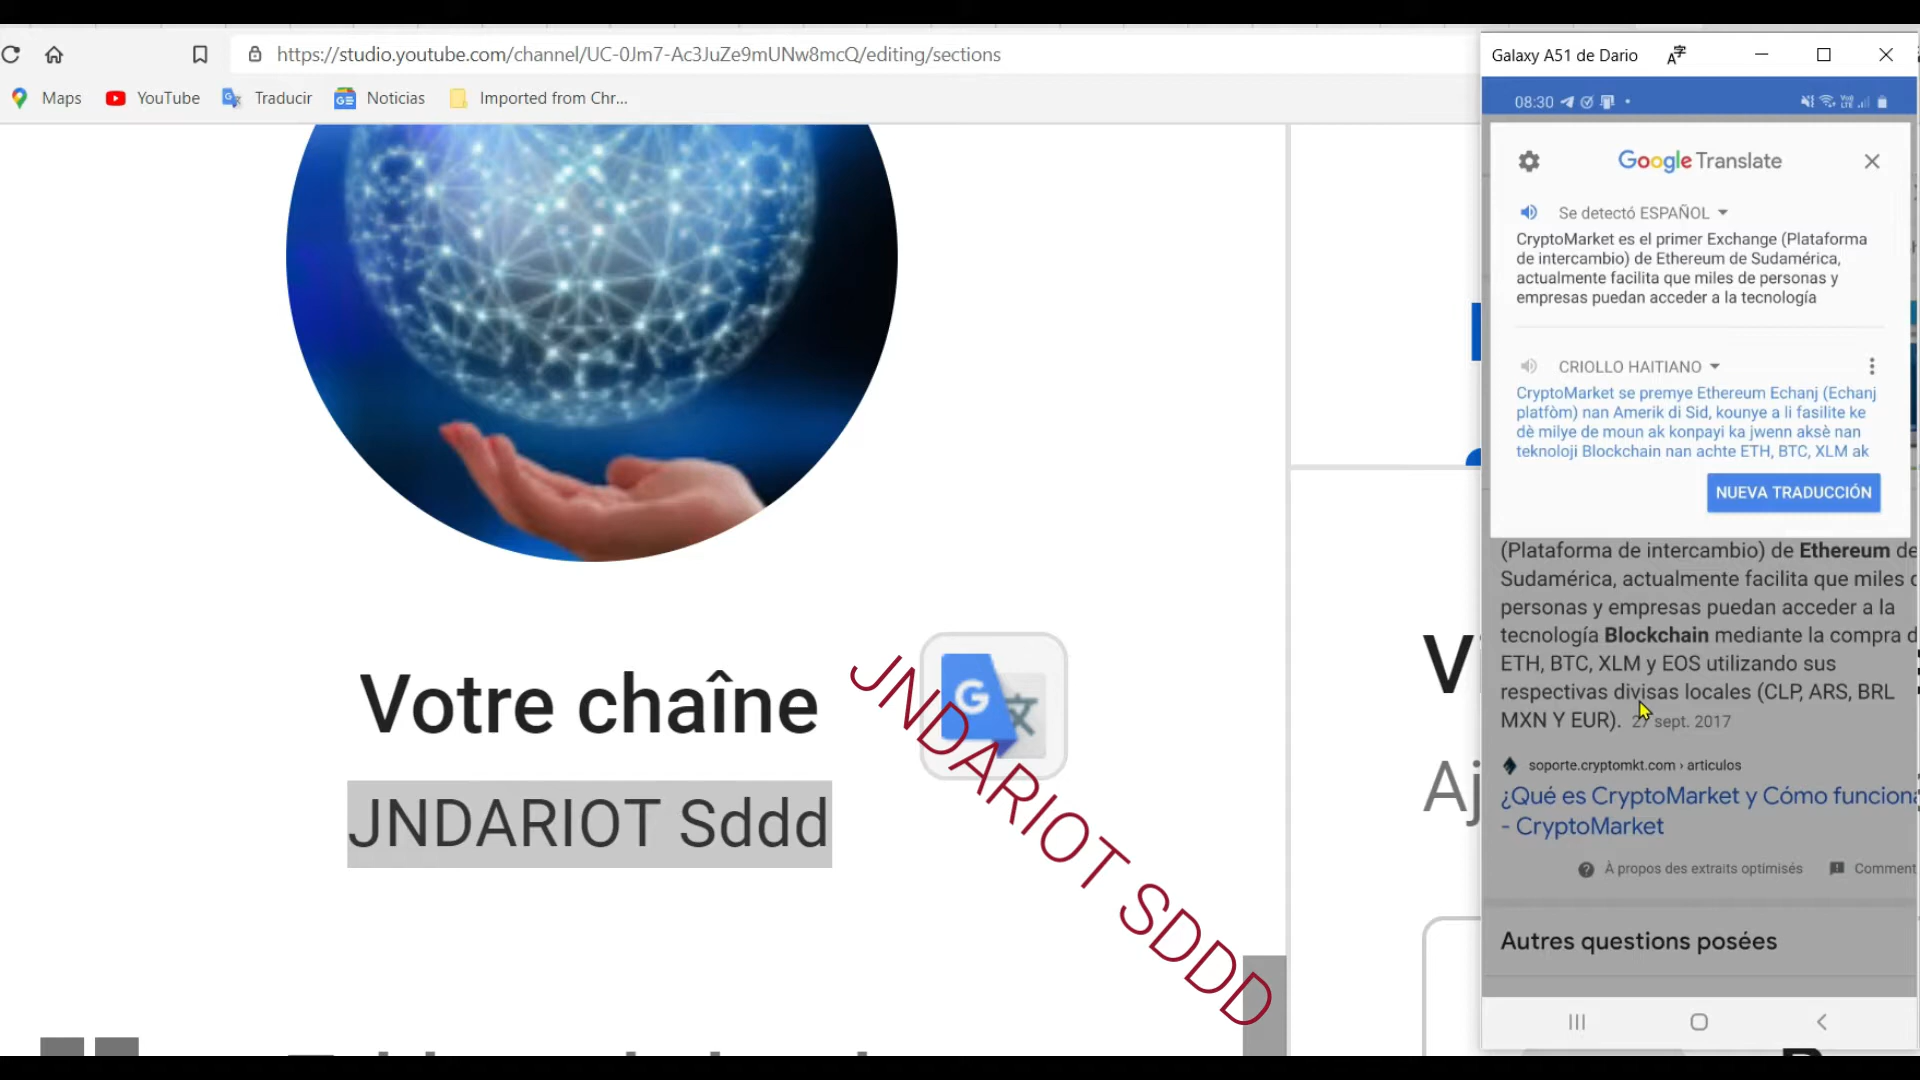 https://studio.youtube.com/channel/UC-0Jm7-Ac3JuZe9mUNw8mcQ/editing/sections
Maps
YouTube
Traducir
Noticias
Imported from Chr...
Votre chaîne
JNDARIOT Sddd
JNDARIOT SDDD
Aj
Galaxy A51 de Dario
08:30
Google Translate
Se detectó ESPAÑOL
CryptoMarket es el primer Exchange (Plataforma
de intercambio) de Ethereum de Sudamérica,
actualmente facilita que miles de personas y
empresas puedan acceder a la tecnología
CRIOLLO HAITIANO
CryptoMarket se premye Ethereum Echanj (Echanj
platfòm) nan Amerik di Sid, kounye a li fasilite ke
dè milye de moun ak konpayi ka jwenn aksè nan
teknoloji Blockchain nan achte ETH, BTC, XLM ak
NUEVA TRADUCCIÓN
(Plataforma de intercambio) de Ethereum de
Sudamérica, actualmente facilita que miles
personas y empresas puedan acceder a la
tecnología Blockchain mediante la compra d
ETH, BTC, XLM y EOS utilizando sus
respectivas divisas locales (CLP, ARS, BRL
MXN Y EUR). 27 sept. 2017
soporte.cryptomkt.com › articulos
¿Qué es CryptoMarket y Cómo funciona
- CryptoMarket
À propos des extraits optimisés
Comment
Autres questions posées